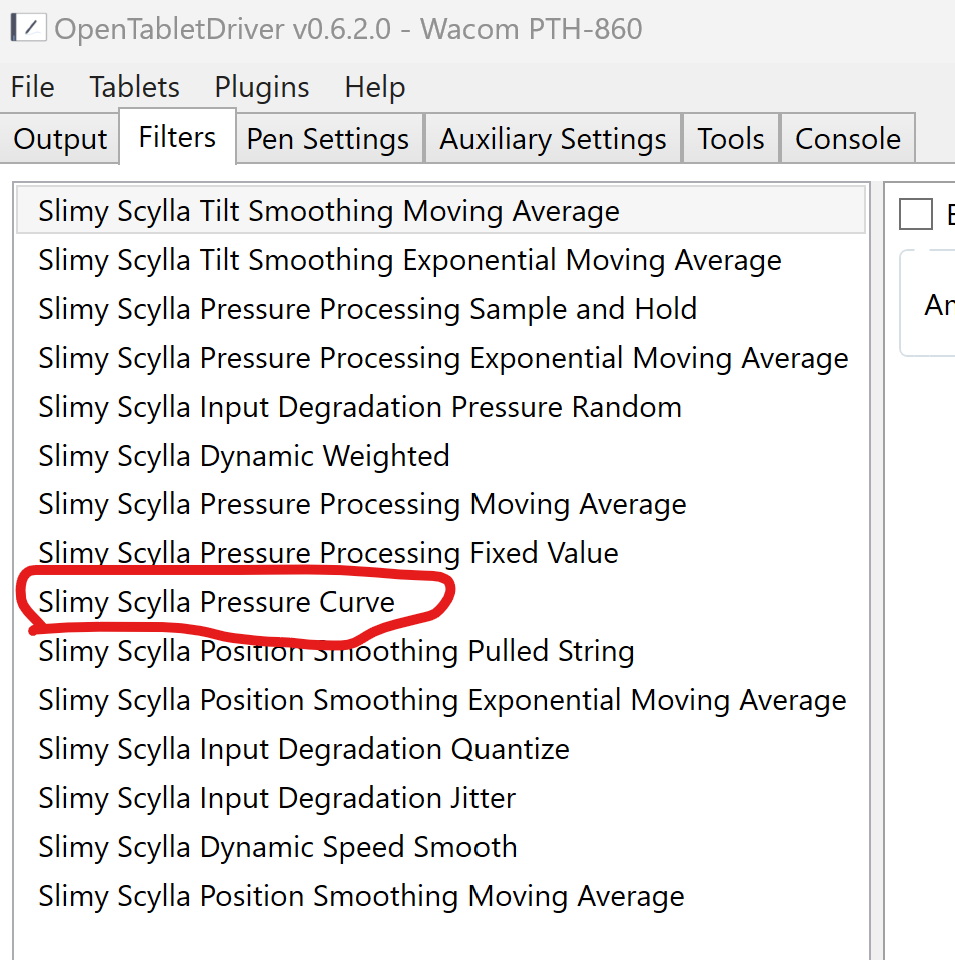 OpenTabletDriver v0.6.2.0 - Wacom PTH-860
File Tablets Plugins Help
Output Filters Pen Settings Auxiliary Settings Tools Console
Slimy Scylla Tilt Smoothing Moving Average
Slimy Scylla Tilt Smoothing Exponential Moving Average
Slimy Scylla Pressure Processing Sample and Hold
Slimy Scylla Pressure Processing Exponential Moving Average
Slimy Scylla Input Degradation Pressure Random
Slimy Scylla Dynamic Weighted
Slimy Scylla Pressure Processing Moving Average
Slimy Scylla Pressure Processing Fixed Value
Slimy Scylla Pressure Curve
Slimy Scylla Position Smoothing Pulled String
Slimy Scylla Position Smoothing Exponential Moving Average
Slimy Scylla Input Degradation Quantize
Slimy Scylla Input Degradation Jitter
Slimy Scylla Dynamic Speed Smooth
Slimy Scylla Position Smoothing Moving Average